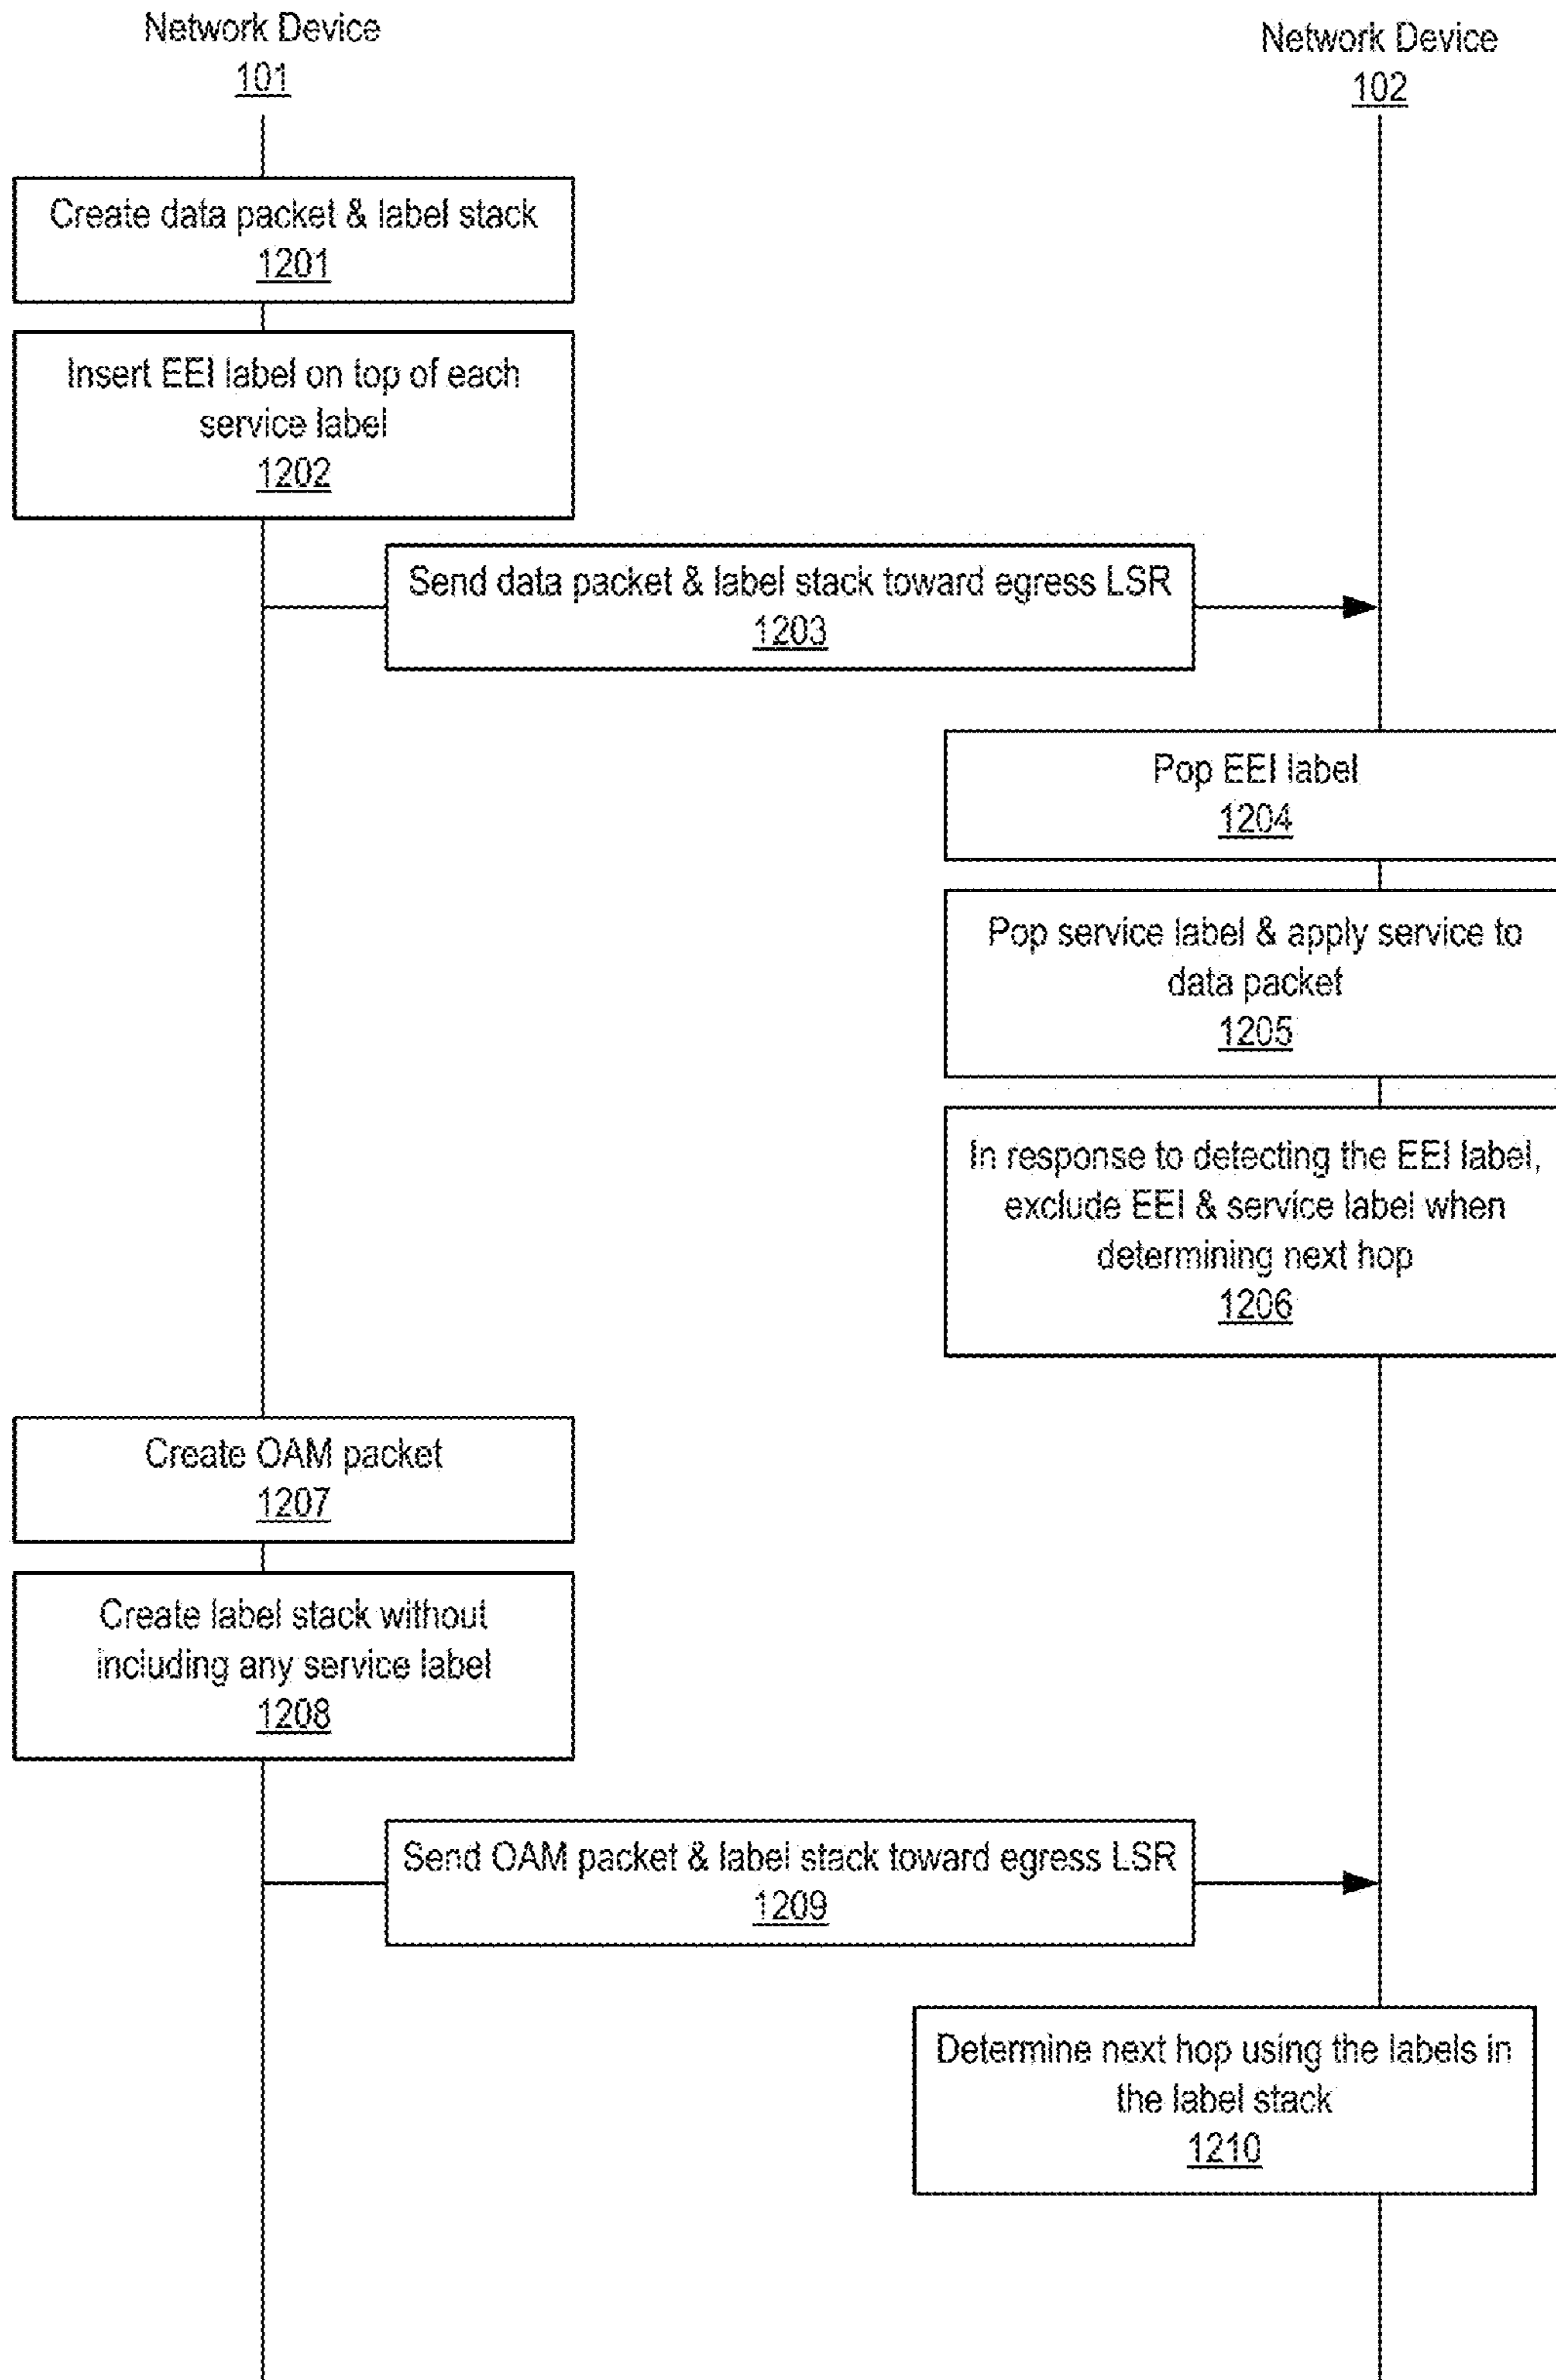 Network Device
101
Network Device
102
Create data packet & label stack
1201
Insert EEI label on top of each
service label
1202
Send data packet & label stack toward egress LSR
1203
Pop EEI label
1204
Pop service label & apply service to
data packet
1205
In response to detecting the EEI label,
exclude EEI & service label when
determining next hop
1206
Create OAM packet
1207
Create label stack without
including any service label
1208
Send OAM packet & label stack toward egress LSR
1209
Determine next hop using the labels in
the label stack
1210